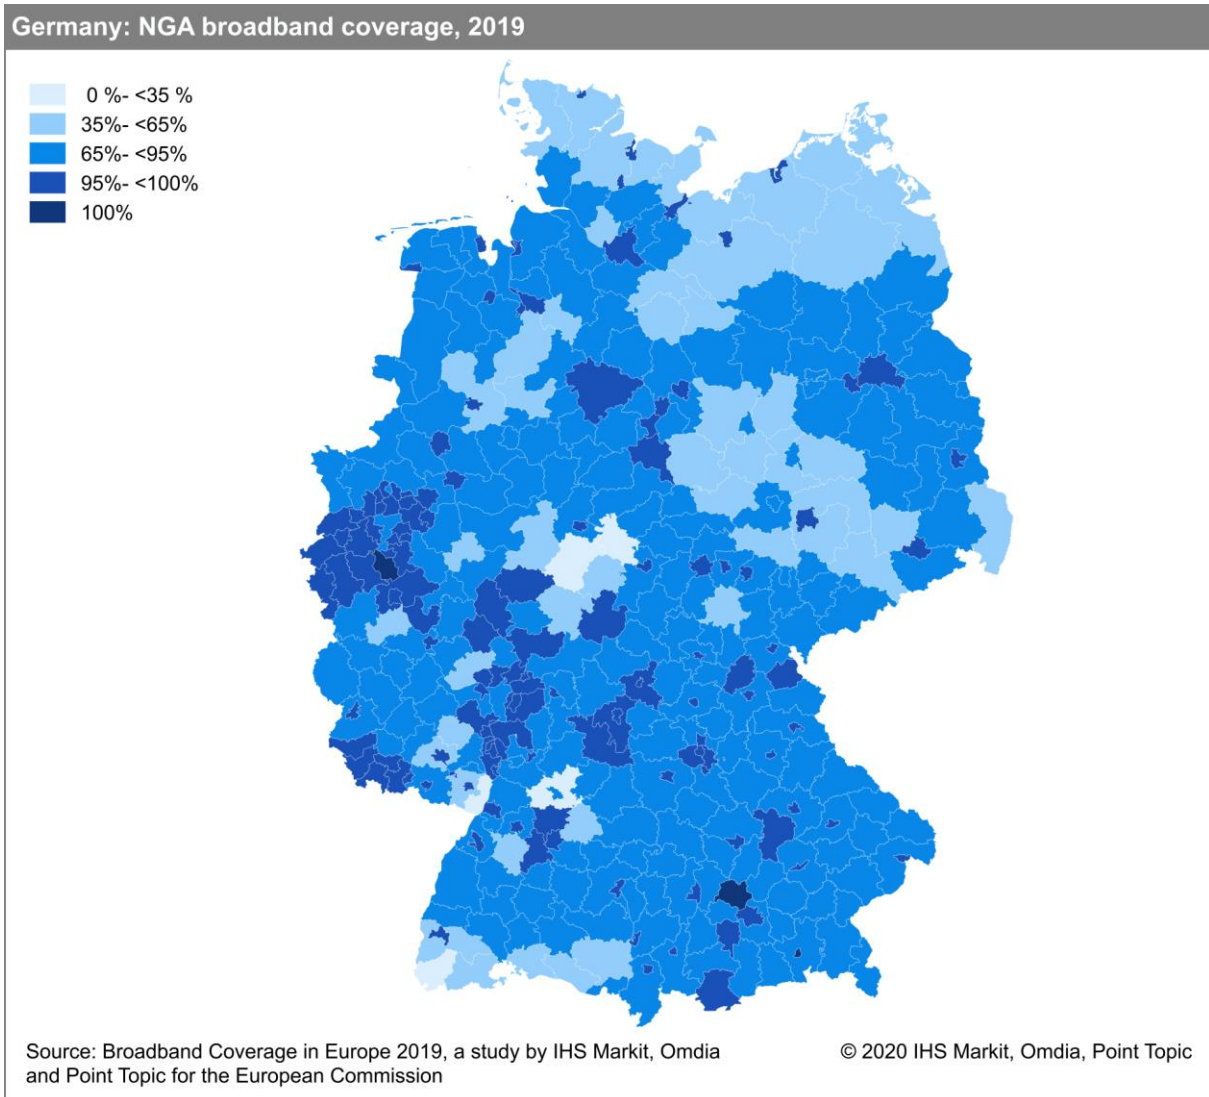 Germany: NGA broadband coverage, 2019
0 %- <35 %
35%- <65%
65%- <95%
95%- <100%
100%
Source: Broadband Coverage in Europe 2019, a study by IHS Markit, Omdia
and Point Topic for the European Commission
© 2020 IHS Markit, Omdia, Point Topic